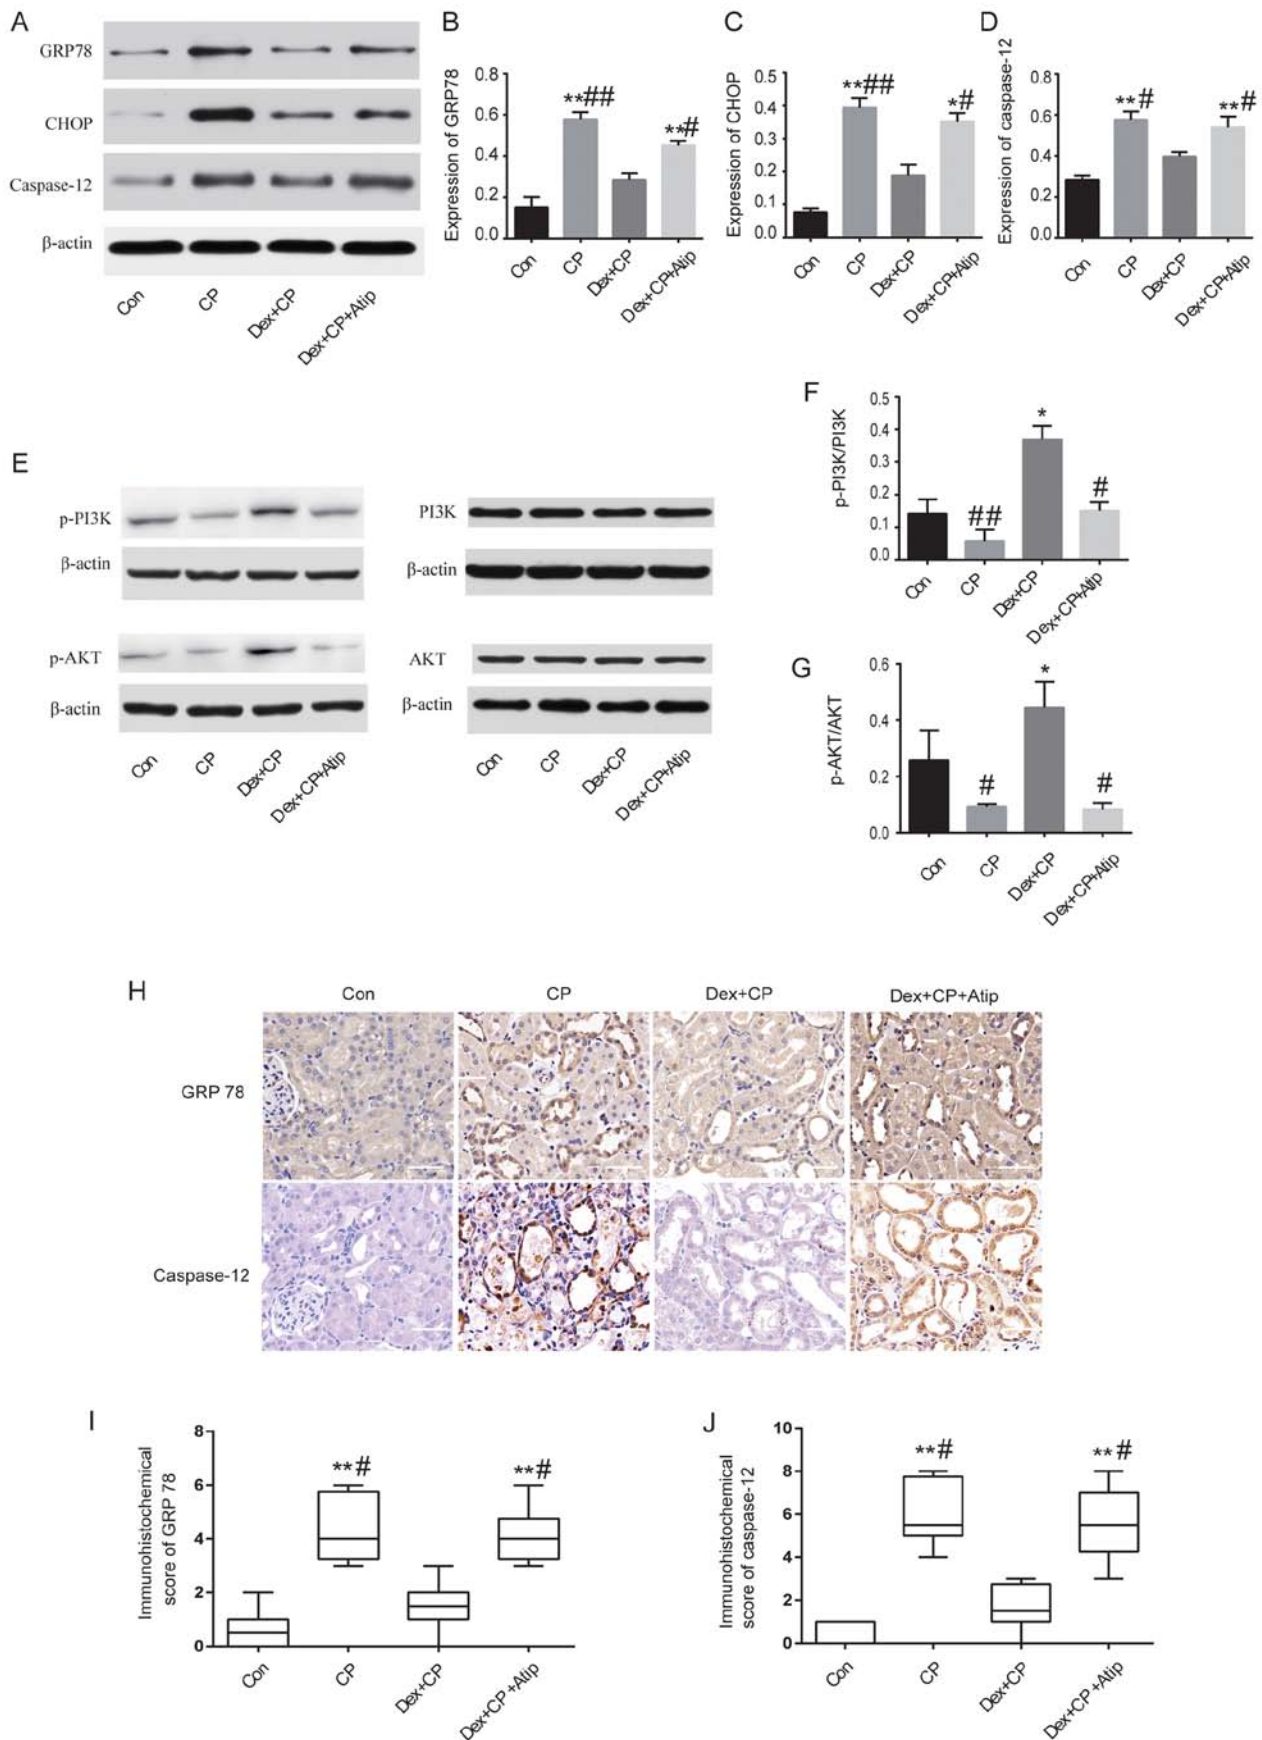 A
GRP78
CHOP
Caspase-12
β-actin
Con
CP
Dex+CP
Dex+CP+Atip
B
Expression of GRP78
0.8
0.6
0.4
0.2
0.0
**##
**#
Con
CP
Dex+CP
Dex+CP+Atip
C
Expression of CHOP
0.5
0.4
0.3
0.2
0.1
0.0
**##
*#
Con
CP
Dex+CP
Dex+CP+Atip
D
Expression of caspase-12
0.8
0.6
0.4
0.2
0.0
**#
**#
Con
CP
Dex+CP
Dex+CP+Atip
E
p-PI3K
β-actin
p-AKT
β-actin
Con
CP
Dex+CP
Dex+CP+Atip
PI3K
β-actin
AKT
β-actin
Con
CP
Dex+CP
Dex+CP+Atip
F
p-PI3K/PI3K
0.5
0.4
0.3
0.2
0.1
0.0
##
*
#
Con
CP
Dex+CP
Dex+CP+Atip
G
p-AKT/AKT
0.6
0.4
0.2
0.0
#
*
#
Con
CP
Dex+CP
Dex+CP+Atip
H
Con
CP
Dex+CP
Dex+CP+Atip
GRP 78
Caspase-12
I
Immunohistochemical
score of GRP 78
8
6
4
2
0
**#
**#
Con
CP
Dex+CP
Dex+CP+Atip
J
Immunohistochemical
score of caspase-12
10
8
6
4
2
0
**#
**#
Con
CP
Dex+CP
Dex+CP+Atip